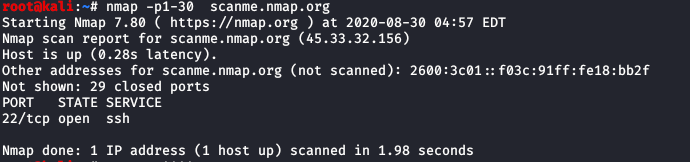 root@kali:~# nmap -p1-30  scanme.nmap.org
Starting Nmap 7.80 ( https://nmap.org ) at 2020-08-30 04:57 EDT
Nmap scan report for scanme.nmap.org (45.33.32.156)
Host is up (0.28s latency).
Other addresses for scanme.nmap.org (not scanned): 2600:3c01::f03c:91ff:fe18:bb2f
Not shown: 29 closed ports
PORT   STATE SERVICE
22/tcp open  ssh
Nmap done: 1 IP address (1 host up) scanned in 1.98 seconds